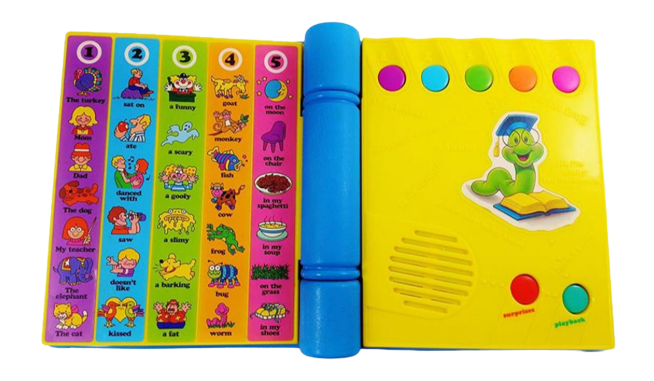 1
The turkey
Mom
Dad
The dog
My teacher
The
elephant
The cat
2
sat on
ate
danced
with
saw
doesn't
like
kissed
3
a funny
a scary
a goofy
a slimy
a barking
a fat
4
goat
monkey
fish
cow
frog
bug
worm
5
on the
moon
on the
chair
in my
spaghetti
in my
soup
on the
grass
in my
shoes
surprises
playbook